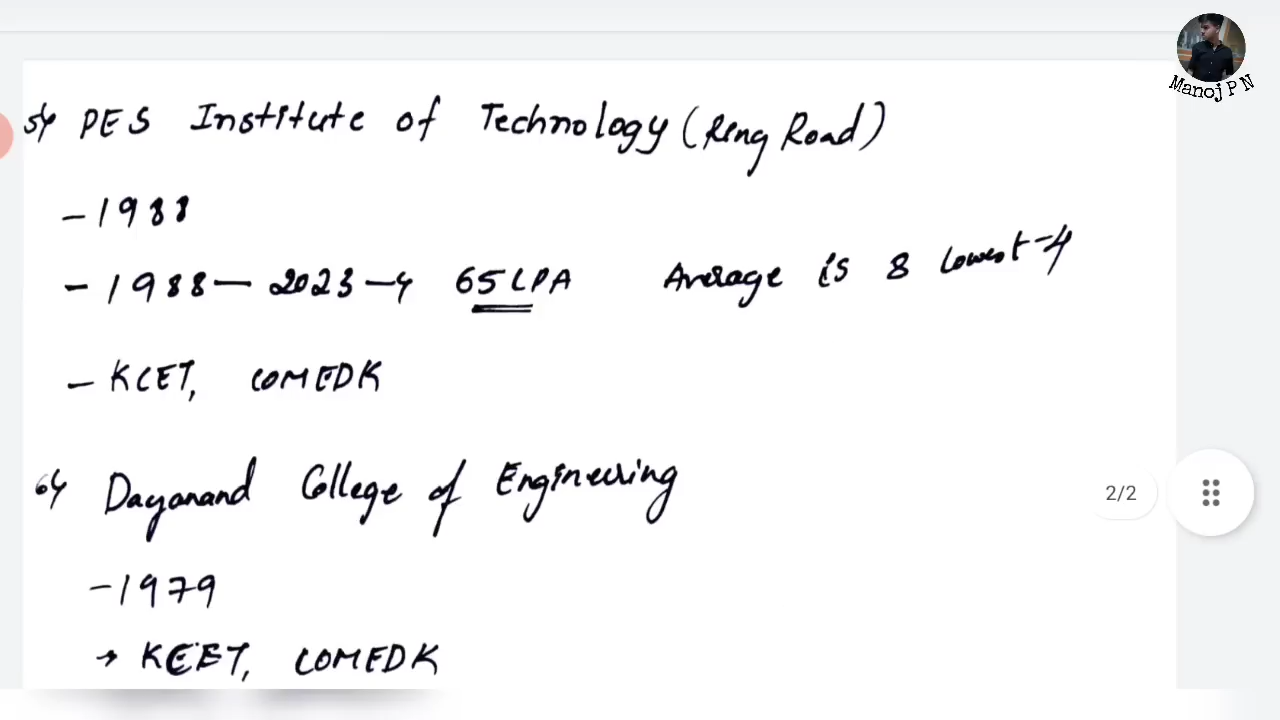 Manoj P N
5) PES Institute of Technology (Ring Road)
- 1988
- 1988 - 2023 - 4 65 LPA Average is 8 lowest - 4
- KCET, COMEDK
6) Dayanand College of Engineering
2/2
- 1979
→ KCET, COMEDK